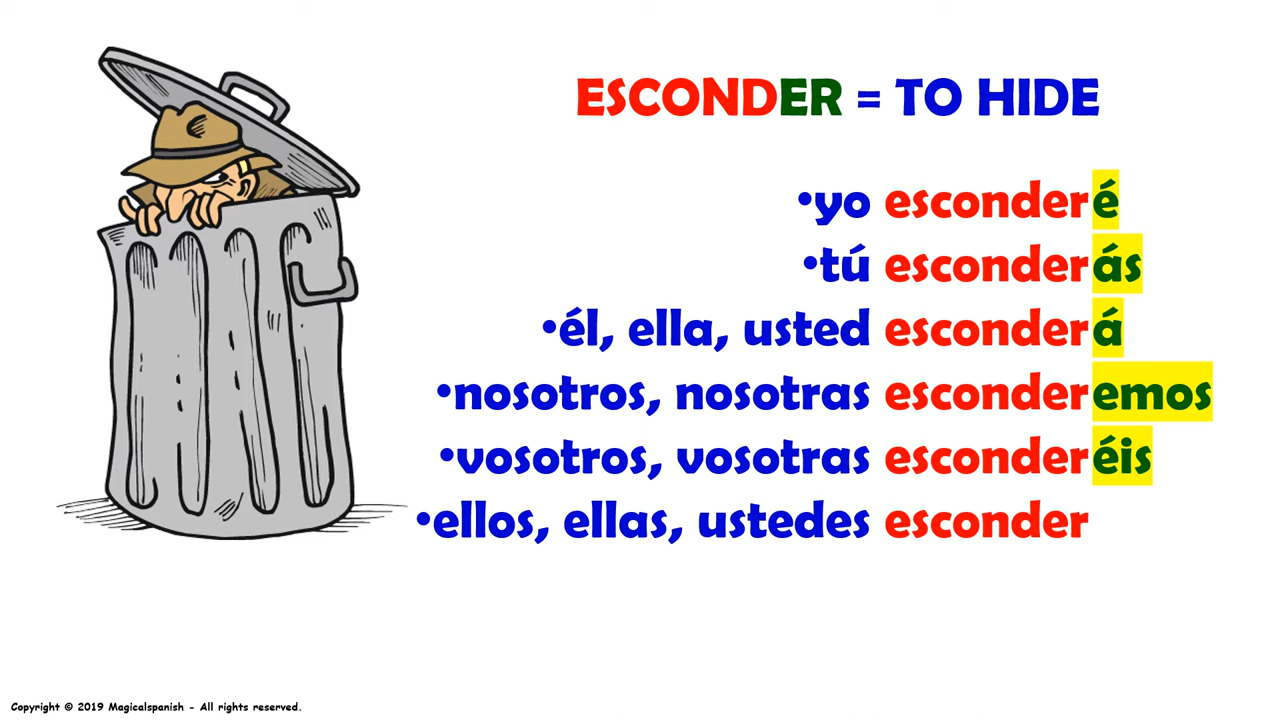 ESCONDER = TO HIDE
•yo esconderé
•tú esconderás
•él, ella, usted esconderá
•nosotros, nosotras esconderemos
•vosotros, vosotras esconderéis
•ellos, ellas, ustedes esconder
Copyright © 2019 Magicalspanish - All rights reserved.